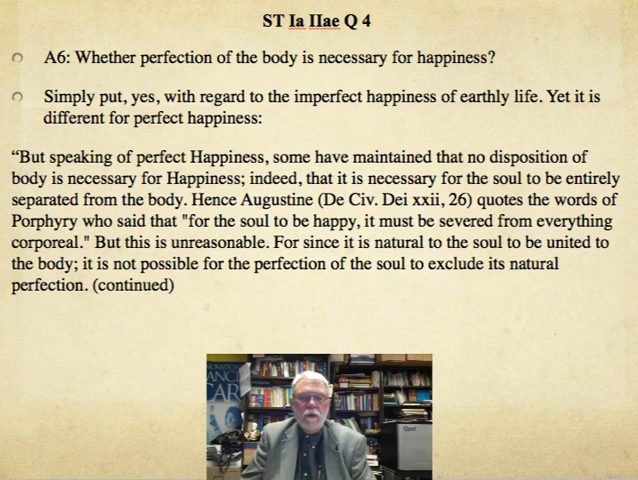 ST Ia IIae Q 4
A6: Whether perfection of the body is necessary for happiness?
Simply put, yes, with regard to the imperfect happiness of earthly life. Yet it is
different for perfect happiness:
“But speaking of perfect Happiness, some have maintained that no disposition of
body is necessary for Happiness; indeed, that it is necessary for the soul to be entirely
separated from the body. Hence Augustine (De Civ. Dei xxii, 26) quotes the words of
Porphyry who said that "for the soul to be happy, it must be severed from everything
corporeal." But this is unreasonable. For since it is natural to the soul to be united to
the body; it is not possible for the perfection of the soul to exclude its natural
perfection. (continued)